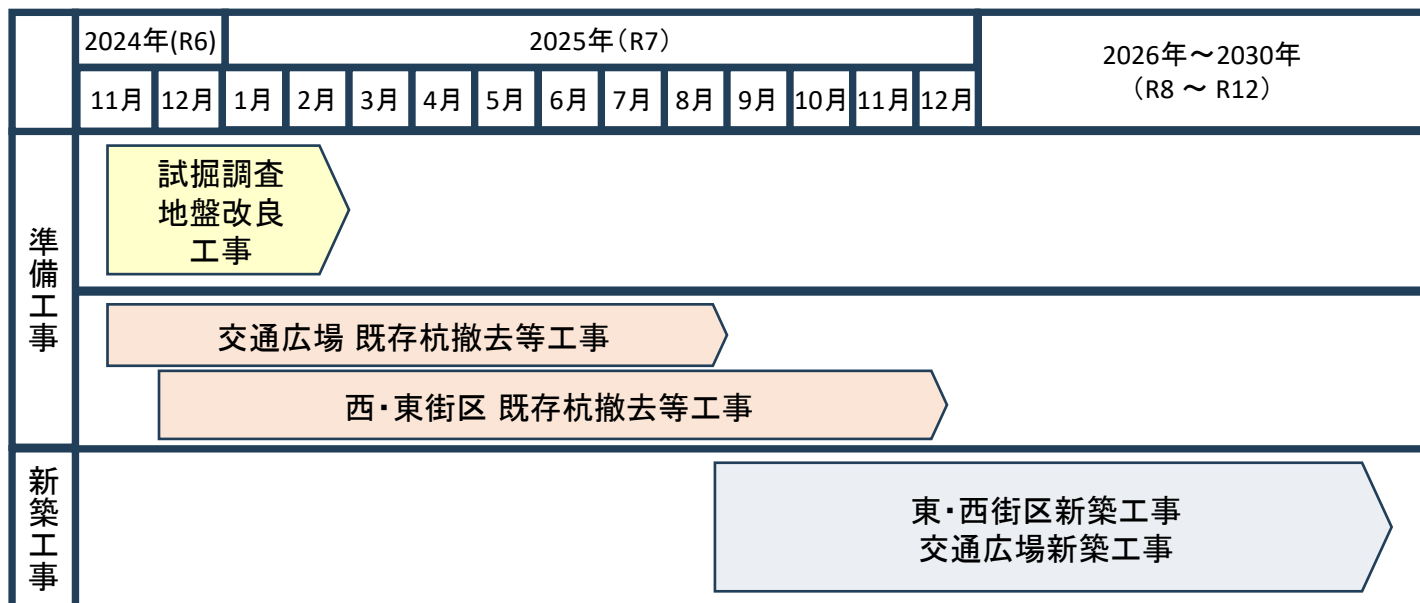 2024年(R6)
2025年(R7)
2026年~2030年
(R8 ~ R12)
11月
12月
1月
2月
3月
4月
5月
6月
7月
8月
9月
10月
11月
12月
準備工事
試掘調査
地盤改良
工事
交通広場 既存杭撤去等工事
西・東街区 既存杭撤去等工事
新築工事
東・西街区新築工事
交通広場新築工事